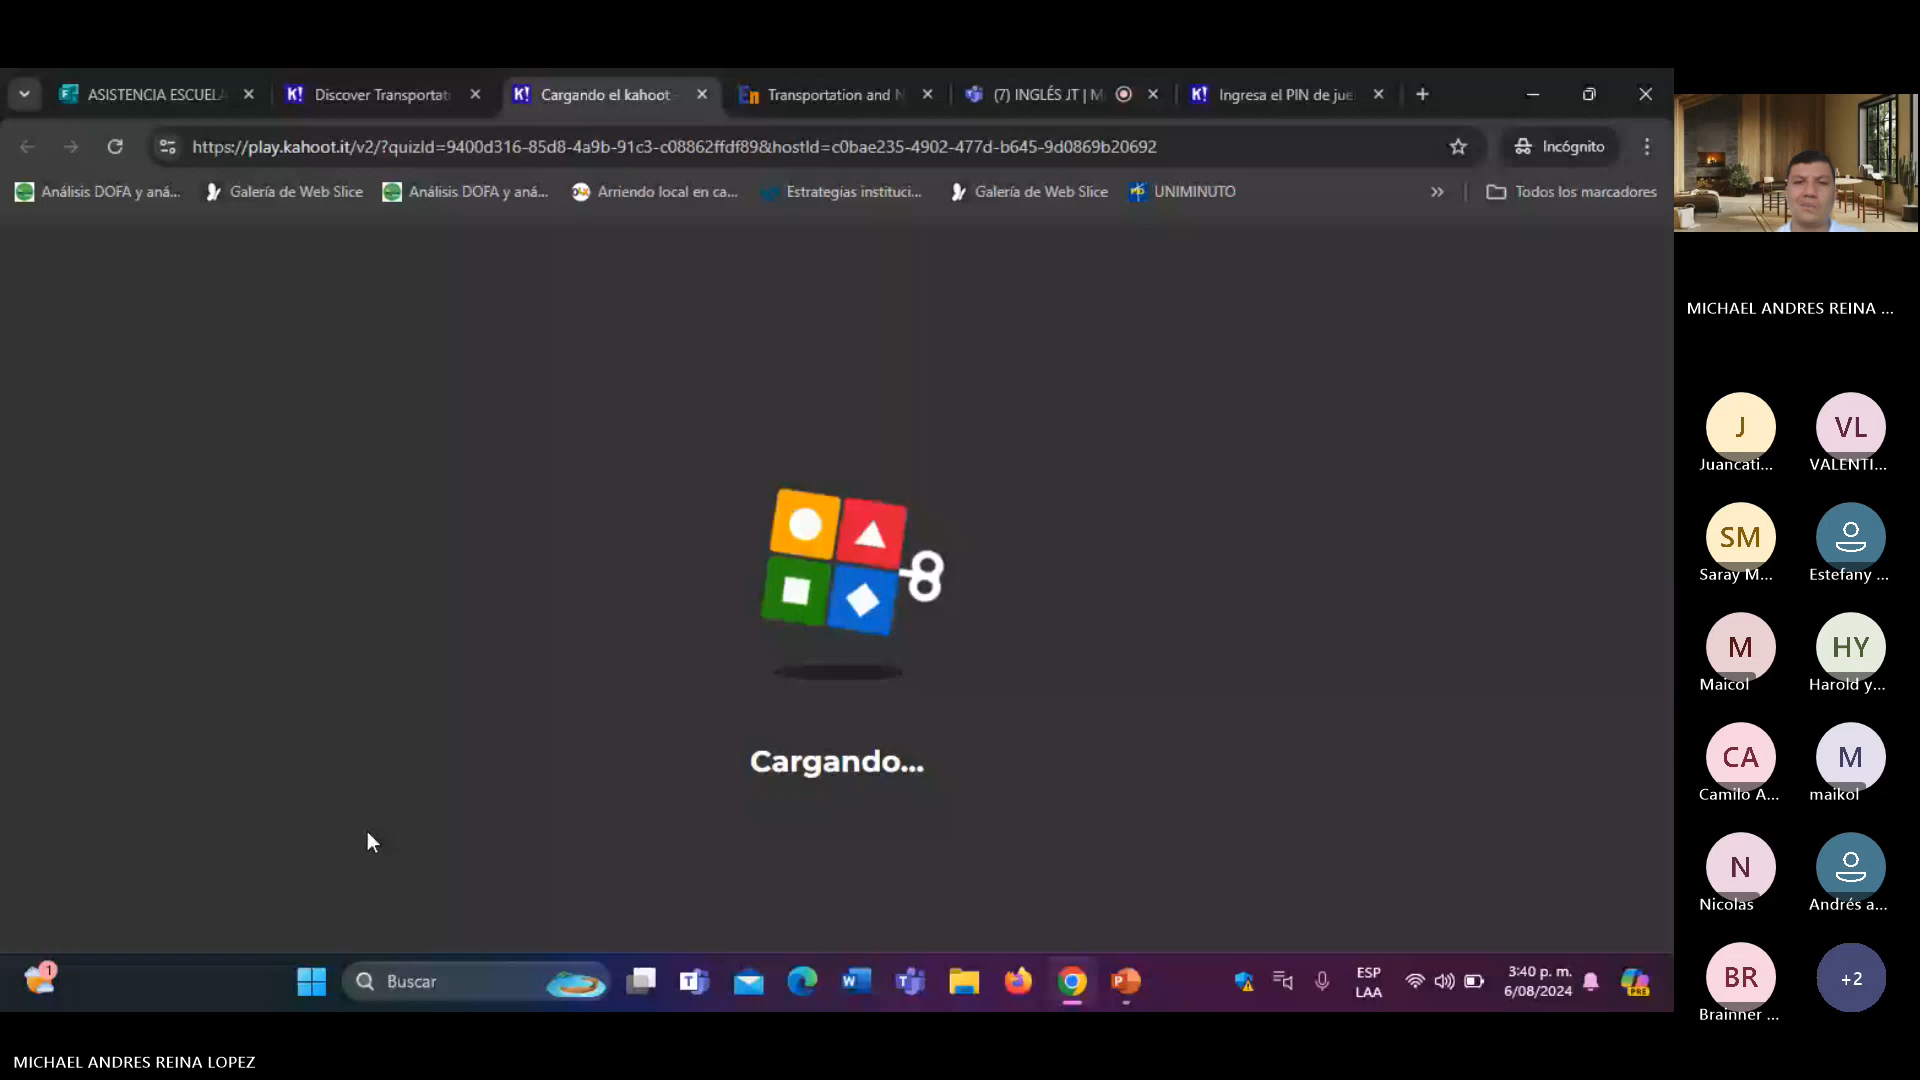 ASISTENCIA ESCUELA
Discover Transportat
Cargando el kahoot
Transportation and N
(7) INGLÉS JT | M
Ingresa el PIN de jue
https://play.kahoot.it/v2/?quizId=9400d316-85d8-4a9b-91c3-c08862ffdf89&hostId=c0bae235-4902-477d-b645-9d0869b20692
Incógnito
Análisis DOFA y aná...
Galería de Web Slice
Análisis DOFA y aná...
Arriendo local en ca...
Estrategias instituci...
Galería de Web Slice
UNIMINUTO
Todos los marcadores
Cargando...
MICHAEL ANDRES REINA ...
J
Juancati...
VL
VALENTI...
SM
Saray M...
Estefany ...
M
Maicol
HY
Harold y...
CA
Camilo A...
M
maikol
N
Nicolas
Andrés a...
BR
Brainner ...
+2
1
Buscar
ESP
LAA
3:40 p. m.
6/08/2024
PRE
MICHAEL ANDRES REINA LOPEZ